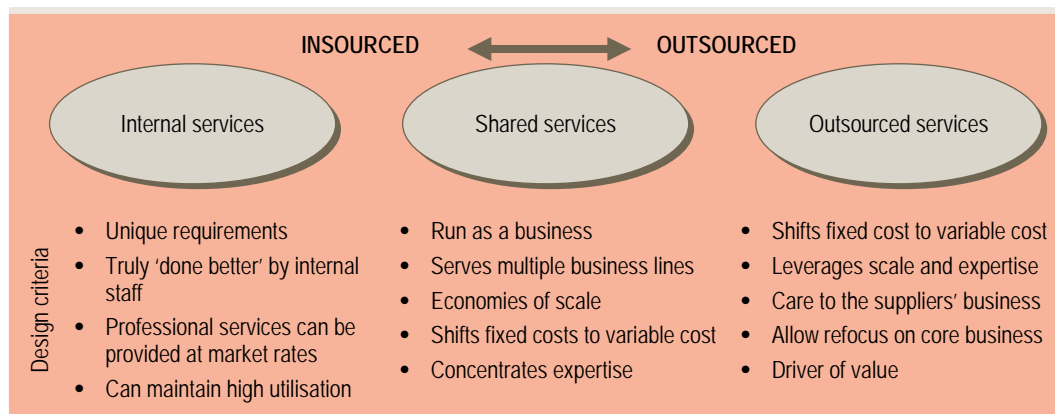 INSOURCED OUTSOURCED
Internal services
Shared services
Outsourced services
Design criteria
• Unique requirements
• Truly ‘done better’ by internal
staff
• Professional services can be
provided at market rates
• Can maintain high utilisation
• Run as a business
• Serves multiple business lines
• Economies of scale
• Shifts fixed costs to variable cost
• Concentrates expertise
• Shifts fixed cost to variable cost
• Leverages scale and expertise
• Care to the suppliers’ business
• Allow refocus on core business
• Driver of value